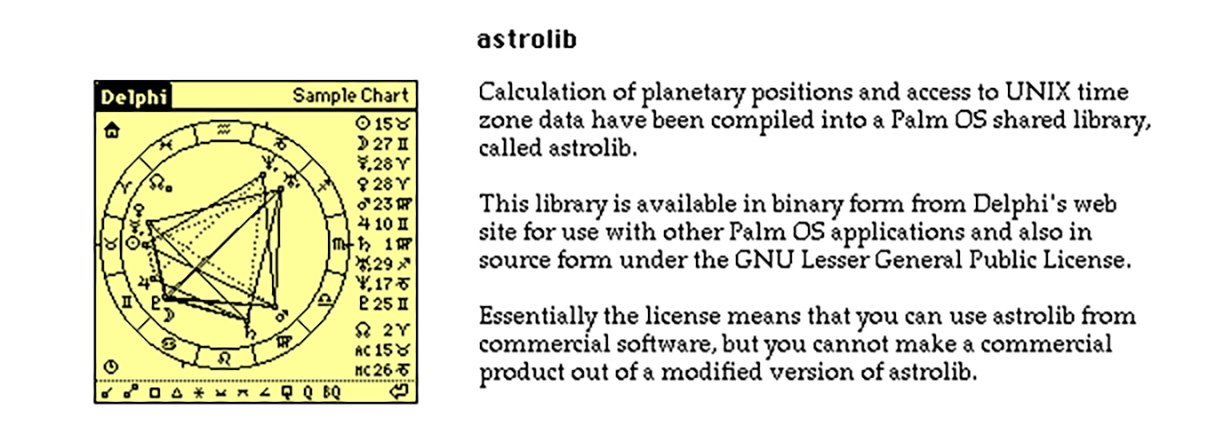 astrolib
Delphi
Sample Chart
Calculation of planetary positions and access to UNIX time
zone data have been compiled into a Palm OS shared library,
called astrolib.
This library is available in binary form from Delphi's web
site for use with other Palm OS applications and also in
source form under the GNU Lesser General Public License.
Essentially the license means that you can use astrolib from
commercial software, but you cannot make a commercial
product out of a modified version of astrolib.
☉ 15 ♉
☽ 27 ♊
☿, 28 ♈
♀ 28 ♈
♂ 23 ♍
♃ 10 ♊
♄ 1 ♍
♅, 29 ♐
♆, 17 ♑
♇ 25 ♊
☊ 2 ♈
AC 15 ♉
MC 26 ♑
Q Q BQ